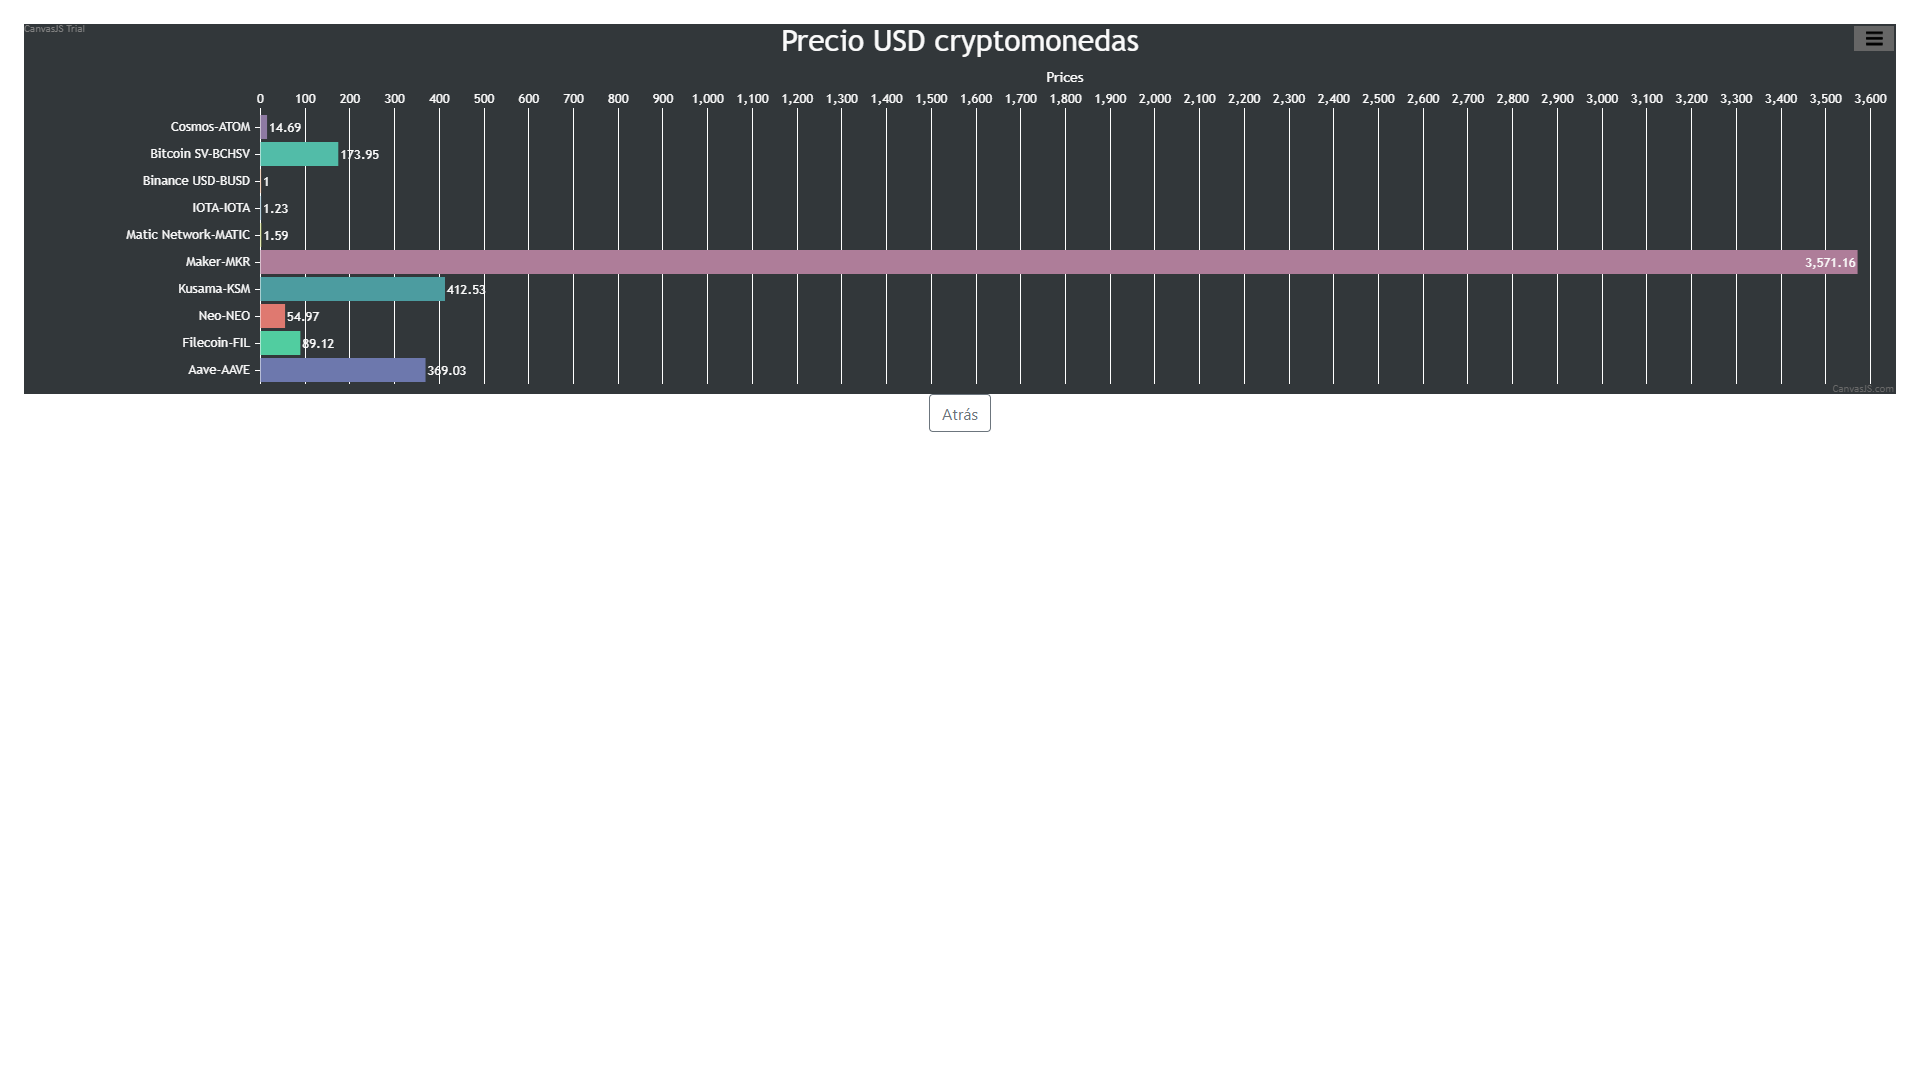 CanvasJS Trial
Precio USD cryptomonedas
Prices
0 100 200 300 400 500 600 700 800 900 1,000 1,100 1,200 1,300 1,400 1,500 1,600 1,700 1,800 1,900 2,000 2,100 2,200 2,300 2,400 2,500 2,600 2,700 2,800 2,900 3,000 3,100 3,200 3,300 3,400 3,500 3,600
Cosmos-ATOM 14.69
Bitcoin SV-BCHSV 173.95
Binance USD-BUSD 1
IOTA-IOTA 1.23
Matic Network-MATIC 1.59
Maker-MKR 3,571.16
Kusama-KSM 412.53
Neo-NEO 54.97
Filecoin-FIL 89.12
Aave-AAVE 369.03
CanvasJS.com
Atrás